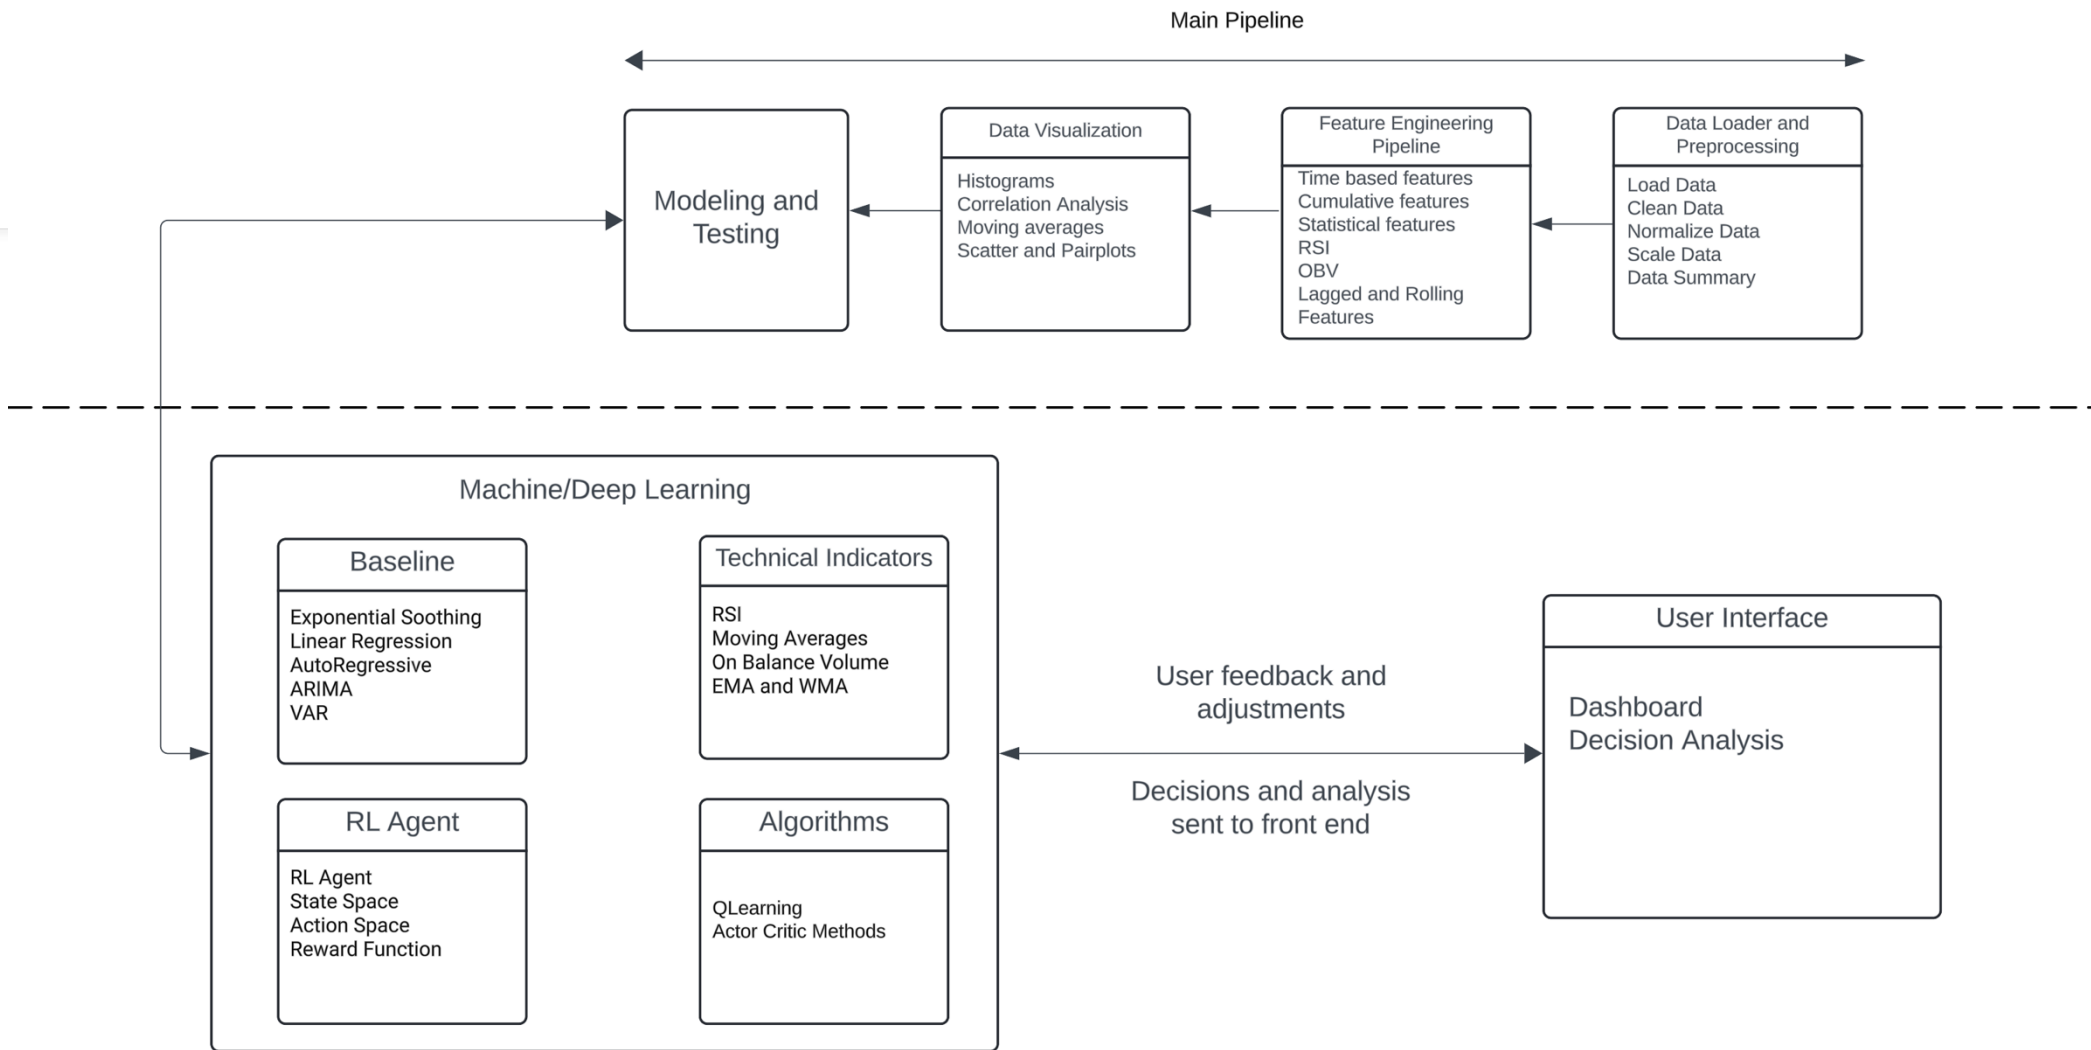 Main Pipeline
Modeling and
Testing
Data Visualization
Histograms
Correlation Analysis
Moving averages
Scatter and Pairplots
Feature Engineering
Pipeline
Time based features
Cumulative features
Statistical features
RSI
OBV
Lagged and Rolling
Features
Data Loader and
Preprocessing
Load Data
Clean Data
Normalize Data
Scale Data
Data Summary
Machine/Deep Learning
Baseline
Exponential Soothing
Linear Regression
AutoRegressive
ARIMA
VAR
Technical Indicators
RSI
Moving Averages
On Balance Volume
EMA and WMA
RL Agent
RL Agent
State Space
Action Space
Reward Function
Algorithms
QLearning
Actor Critic Methods
User feedback and
adjustments
Decisions and analysis
sent to front end
User Interface
Dashboard
Decision Analysis